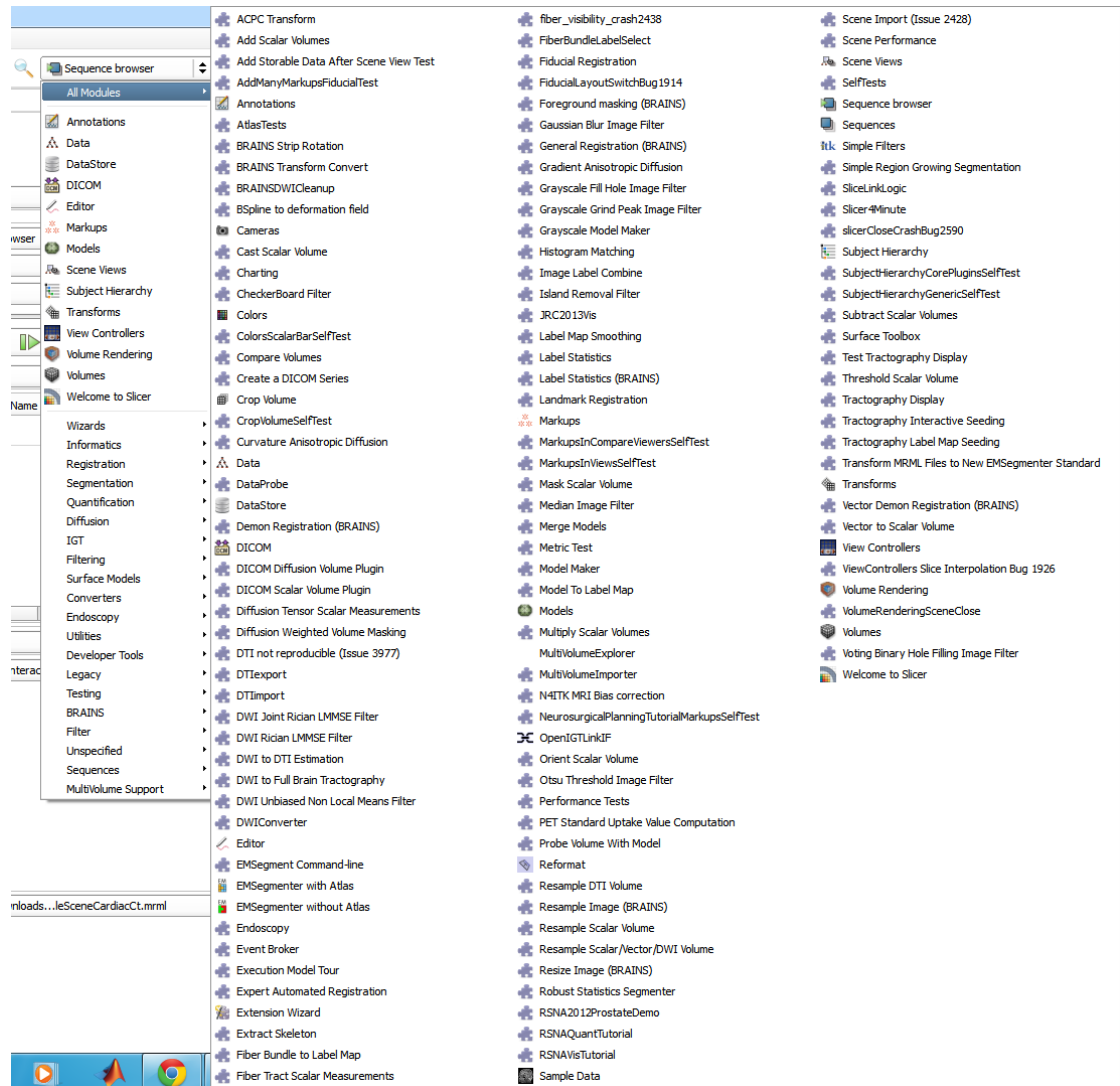 Sequence browser
All Modules
Annotations
Data
DataStore
DICOM
Editor
Markups
Models
Scene Views
Subject Hierarchy
Transforms
View Controllers
Volume Rendering
Volumes
Welcome to Slicer
Wizards
Informatics
Registration
Segmentation
Quantification
Diffusion
IGT
Filtering
Surface Models
Converters
Endoscopy
Utilities
Developer Tools
Legacy
Testing
BRAINS
Filter
Unspecified
Sequences
MultiVolume Support
owser
Name
nterac
nloads...leSceneCardiacCt.mrml
ACPC Transform
Add Scalar Volumes
Add Storable Data After Scene View Test
AddManyMarkupsFiducialTest
Annotations
AtlasTests
BRAINS Strip Rotation
BRAINS Transform Convert
BRAINSDWICleanup
BSpline to deformation field
Cameras
Cast Scalar Volume
Charting
CheckerBoard Filter
Colors
ColorsScalarBarSelfTest
Compare Volumes
Create a DICOM Series
Crop Volume
CropVolumeSelfTest
Curvature Anisotropic Diffusion
Data
DataProbe
DataStore
Demon Registration (BRAINS)
DICOM
DICOM Diffusion Volume Plugin
DICOM Scalar Volume Plugin
Diffusion Tensor Scalar Measurements
Diffusion Weighted Volume Masking
DTI not reproducible (Issue 3977)
DTIexport
DTIimport
DWI Joint Rician LMMSE Filter
DWI Rician LMMSE Filter
DWI to DTI Estimation
DWI to Full Brain Tractography
DWI Unbiased Non Local Means Filter
DWIConverter
Editor
EMSegment Command-line
EMSegmenter with Atlas
EMSegmenter without Atlas
Endoscopy
Event Broker
Execution Model Tour
Expert Automated Registration
Extension Wizard
Extract Skeleton
Fiber Bundle to Label Map
Fiber Tract Scalar Measurements
fiber_visibility_crash2438
FiberBundleLabelSelect
Fiducial Registration
FiducialLayoutSwitchBug1914
Foreground masking (BRAINS)
Gaussian Blur Image Filter
General Registration (BRAINS)
Gradient Anisotropic Diffusion
Grayscale Fill Hole Image Filter
Grayscale Grind Peak Image Filter
Grayscale Model Maker
Histogram Matching
Image Label Combine
Island Removal Filter
JRC2013Vis
Label Map Smoothing
Label Statistics
Label Statistics (BRAINS)
Landmark Registration
Markups
MarkupsInCompareViewersSelfTest
MarkupsInViewsSelfTest
Mask Scalar Volume
Median Image Filter
Merge Models
Metric Test
Model Maker
Model To Label Map
Models
Multiply Scalar Volumes
MultiVolumeExplorer
MultiVolumeImporter
N4ITK MRI Bias correction
NeurosurgicalPlanningTutorialMarkupsSelfTest
OpenIGTLinkIF
Orient Scalar Volume
Otsu Threshold Image Filter
Performance Tests
PET Standard Uptake Value Computation
Probe Volume With Model
Reformat
Resample DTI Volume
Resample Image (BRAINS)
Resample Scalar Volume
Resample Scalar/Vector/DWI Volume
Resize Image (BRAINS)
Robust Statistics Segmenter
RSNA2012ProstateDemo
RSNAQuantTutorial
RSNAVisTutorial
Sample Data
Scene Import (Issue 2428)
Scene Performance
Scene Views
SelfTests
Sequence browser
Sequences
itk Simple Filters
Simple Region Growing Segmentation
SliceLinkLogic
Slicer4Minute
slicerCloseCrashBug2590
Subject Hierarchy
SubjectHierarchyCorePluginsSelfTest
SubjectHierarchyGenericSelfTest
Subtract Scalar Volumes
Surface Toolbox
Test Tractography Display
Threshold Scalar Volume
Tractography Display
Tractography Interactive Seeding
Tractography Label Map Seeding
Transform MRML Files to New EMSegmenter Standard
Transforms
Vector Demon Registration (BRAINS)
Vector to Scalar Volume
View Controllers
ViewControllers Slice Interpolation Bug 1926
Volume Rendering
VolumeRenderingSceneClose
Volumes
Voting Binary Hole Filling Image Filter
Welcome to Slicer